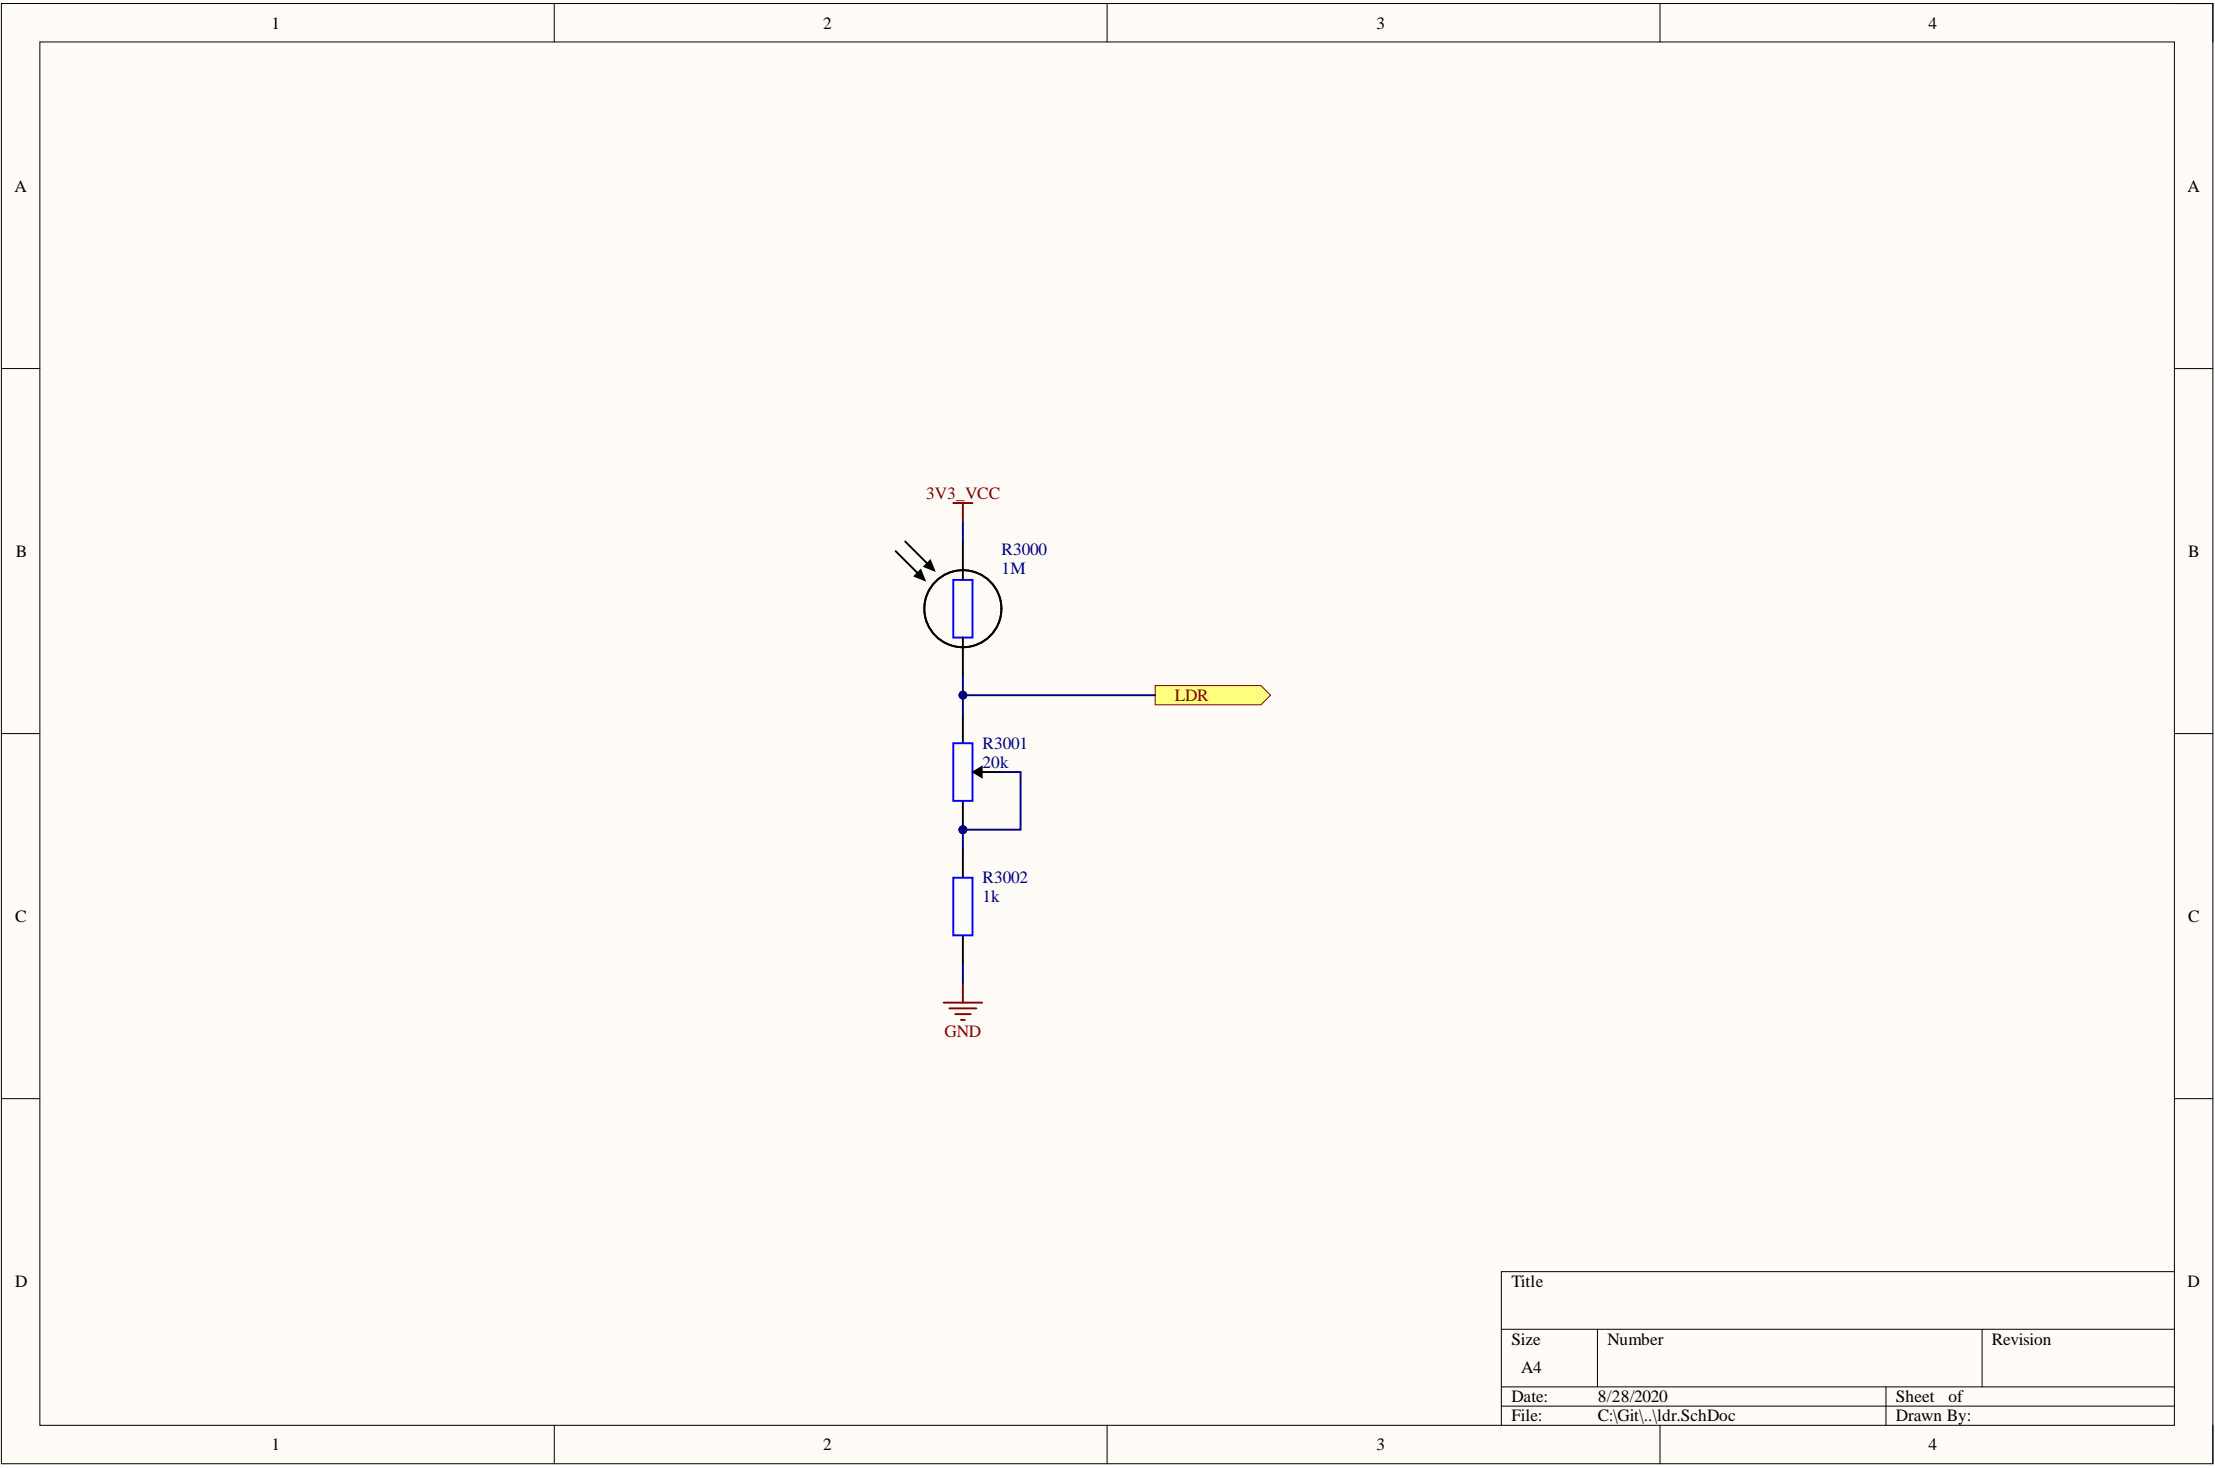 1 2 3 4
A A
3V3_VCC
B B
R3000
1M
LDR
R3001
20k
R3002
1k
C C
GND
Title
D D
Size Number Revision
A4
Date: 8/28/2020 Sheet of
File: C:\Git\..\ldr.SchDoc Drawn By:
1 2 3 4